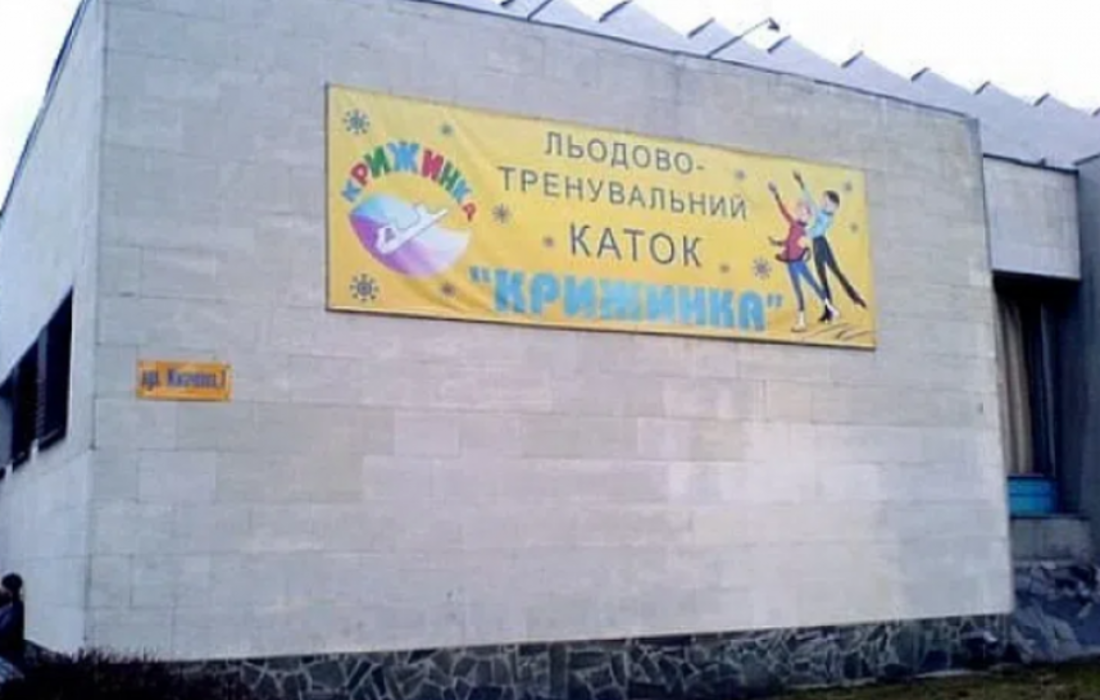 КРИЖИНКА
ЛЬОДОВО-
ТРЕНУВАЛЬНИЙ
КАТОК
"КРИЖИНКА"